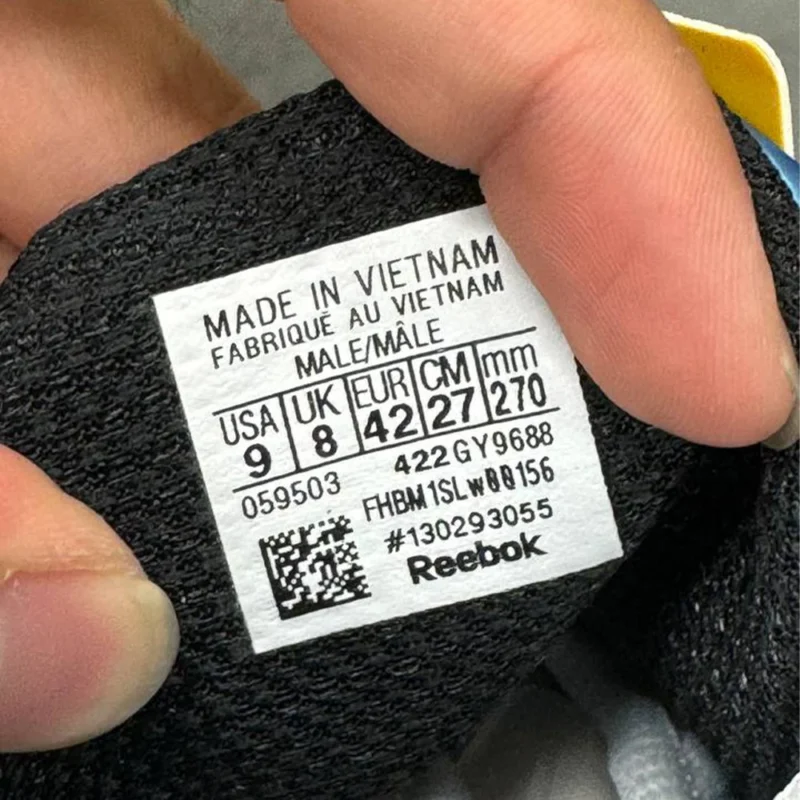 MADE IN VIETNAM
FABRIQUÉ AU VIETNAM
MALE/MÂLE
USA UK EUR CM mm
9 8 42 27 270
059503 422GY9688
FHBM1SLW00156
#130293055
Reebok